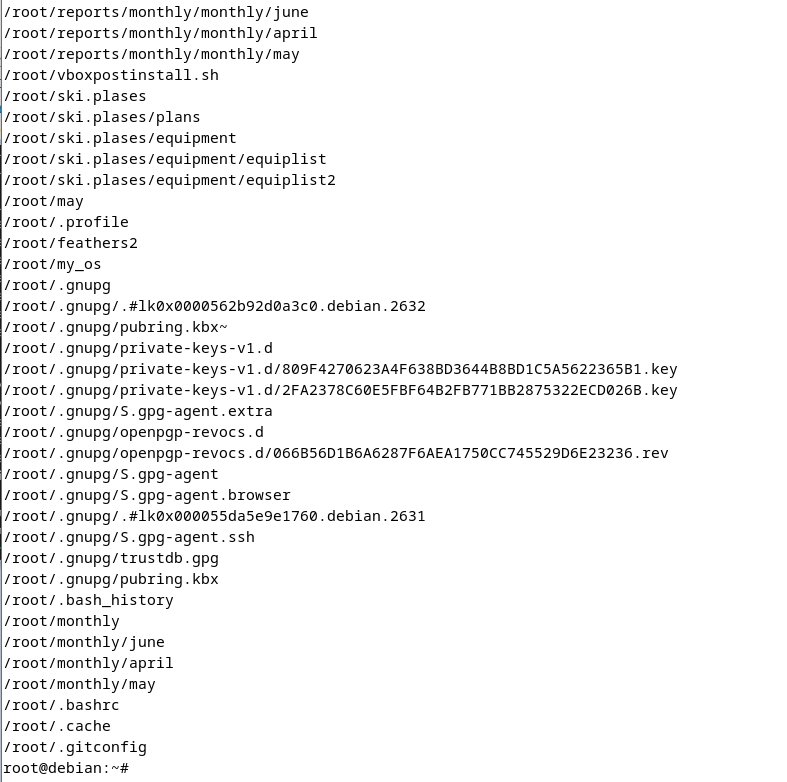 /root/reports/monthly/monthly/june
/root/reports/monthly/monthly/april
/root/reports/monthly/monthly/may
/root/vboxpostinstall.sh
/root/ski.plases
/root/ski.plases/plans
/root/ski.plases/equipment
/root/ski.plases/equipment/equiplist
/root/ski.plases/equipment/equiplist2
/root/may
/root/.profile
/root/feathers2
/root/my_os
/root/.gnupg
/root/.gnupg/.#lk0x0000562b92d0a3c0.debian.2632
/root/.gnupg/pubring.kbx~
/root/.gnupg/private-keys-v1.d
/root/.gnupg/private-keys-v1.d/809F4270623A4F638BD3644B8BD1C5A5622365B1.key
/root/.gnupg/private-keys-v1.d/2FA2378C60E5FBF64B2FB771BB2875322ECD026B.key
/root/.gnupg/S.gpg-agent.extra
/root/.gnupg/openpgp-revocs.d
/root/.gnupg/openpgp-revocs.d/066B56D1B6A6287F6AEA1750CC745529D6E23236.rev
/root/.gnupg/S.gpg-agent
/root/.gnupg/S.gpg-agent.browser
/root/.gnupg/.#lk0x000055da5e9e1760.debian.2631
/root/.gnupg/S.gpg-agent.ssh
/root/.gnupg/trustdb.gpg
/root/.gnupg/pubring.kbx
/root/.bash_history
/root/monthly
/root/monthly/june
/root/monthly/april
/root/monthly/may
/root/.bashrc
/root/.cache
/root/.gitconfig
root@debian:~#